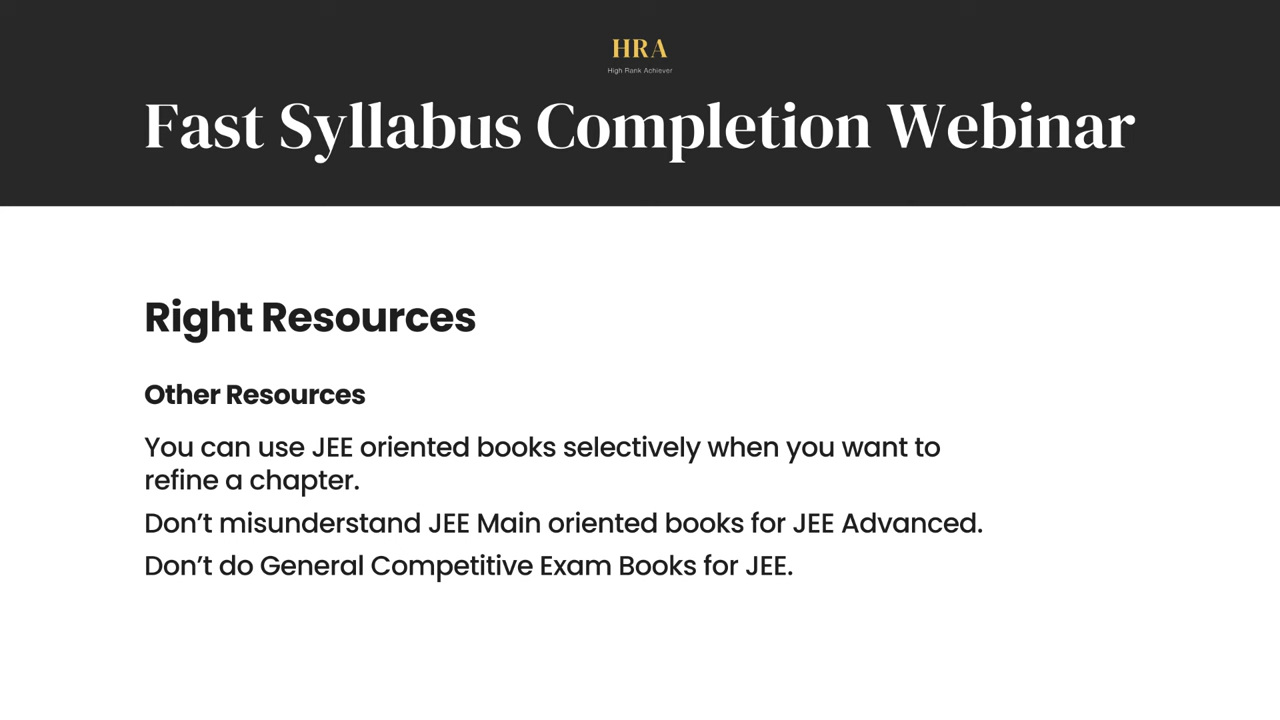 HRA
High Rank Achiever
Fast Syllabus Completion Webinar
Right Resources
Other Resources
You can use JEE oriented books selectively when you want to
refine a chapter.
Don’t misunderstand JEE Main oriented books for JEE Advanced.
Don’t do General Competitive Exam Books for JEE.